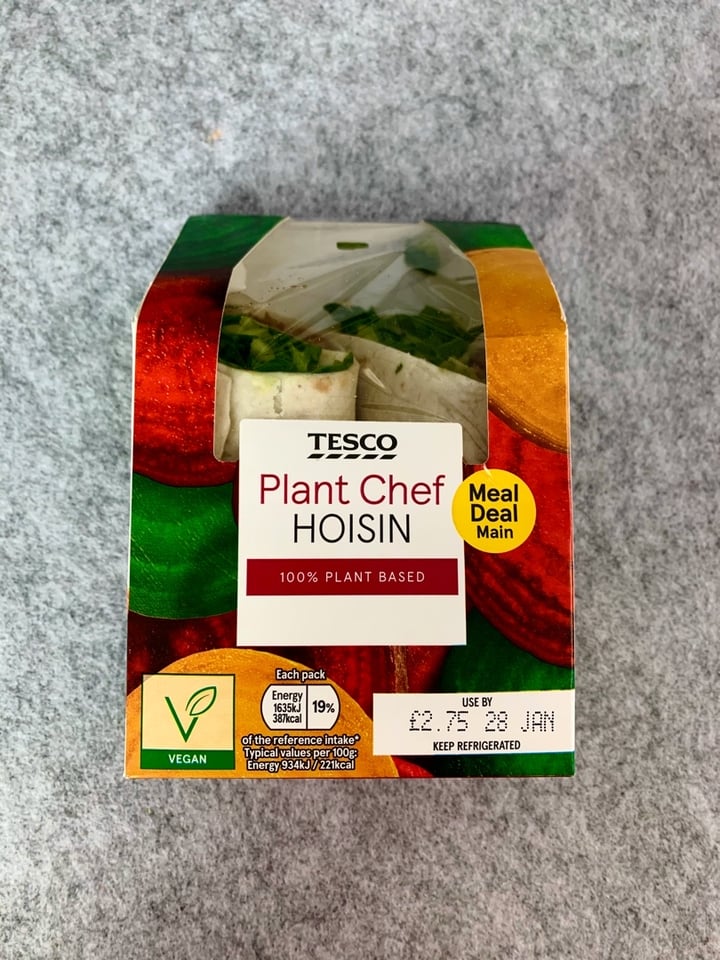 TESCO
Plant Chef
HOISIN
100% PLANT BASED
Meal
Deal
Main
VEGAN
Each pack
Energy
1635kJ
387kcal
19%
of the reference intake*
Typical values per 100g:
Energy 934kJ / 221kcal
USE BY
£2.75 28 JAN
KEEP REFRIGERATED